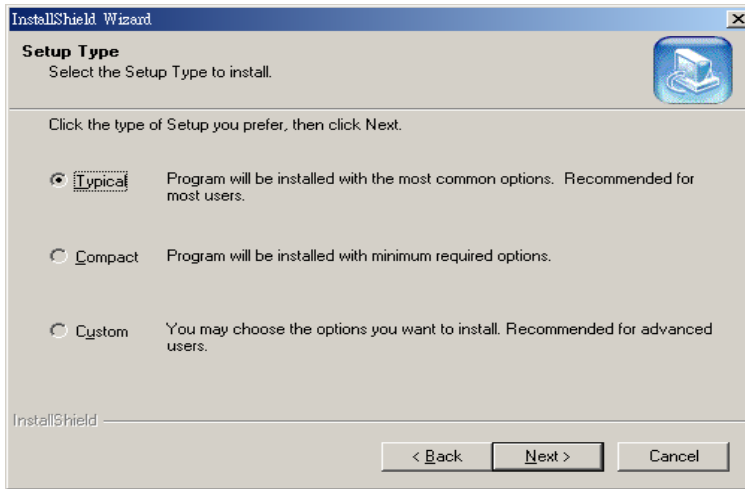 InstallShield Wizard
Setup Type
Select the Setup Type to install.
Click the type of Setup you prefer, then click Next.
Typical
Program will be installed with the most common options.  Recommended for
most users.
Compact
Program will be installed with minimum required options.
Custom
You may choose the options you want to install. Recommended for advanced
users.
InstallShield
< Back
Next >
Cancel